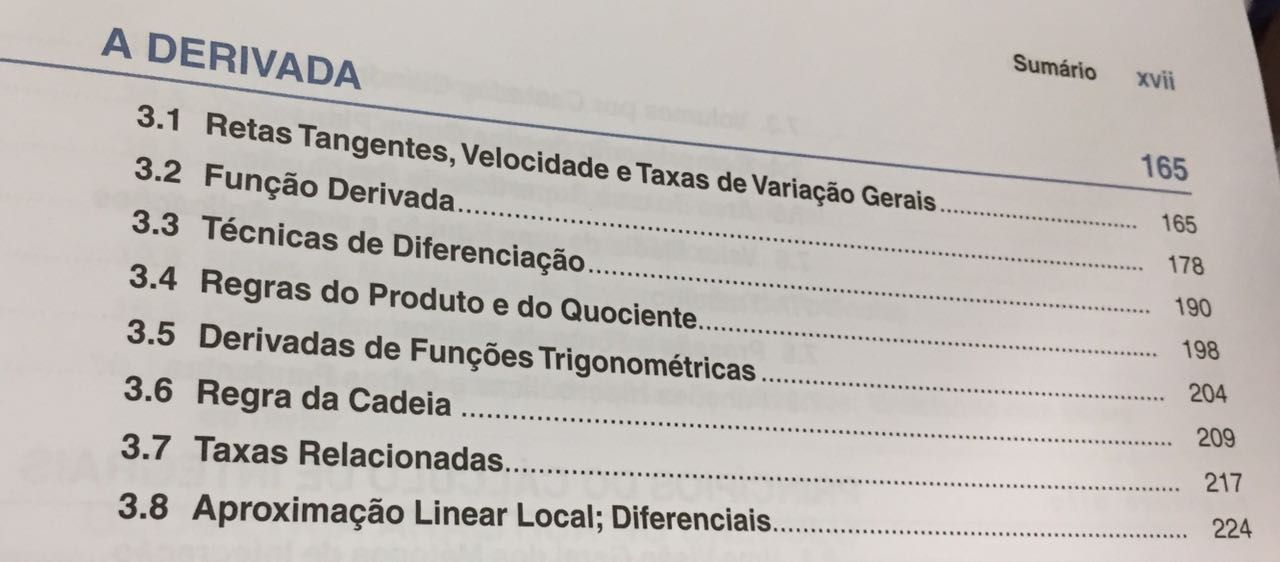 Sumário xvii
A DERIVADA 165
3.1 Retas Tangentes, Velocidade e Taxas de Variação Gerais 165
3.2 Função Derivada 178
3.3 Técnicas de Diferenciação 190
3.4 Regras do Produto e do Quociente 198
3.5 Derivadas de Funções Trigonométricas 204
3.6 Regra da Cadeia 209
3.7 Taxas Relacionadas 217
3.8 Aproximação Linear Local; Diferenciais 224